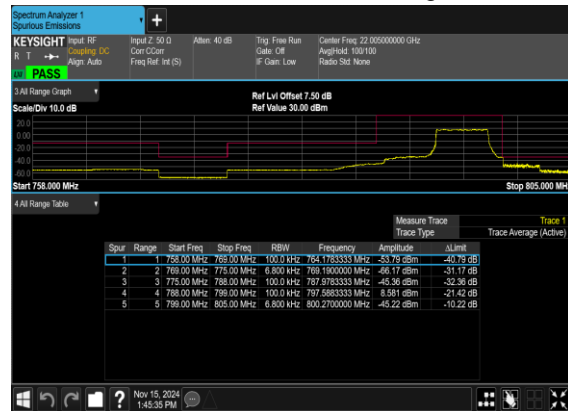 Spectrum Analyzer 1
Spurious Emissions
+
KEYSIGHT Input: RF Input Z: 50 Ω Atten: 40 dB Trig: Free Run Center Freq: 22.005000000 GHz
R T Coupling: DC Corr CCorr Gate: Off Avg|Hold: 100/100
Align: Auto Freq Ref: Int (S) IF Gain: Low Radio Std: None
PASS
3 All Range Graph
Ref Lvl Offset 7.50 dB
Scale/Div 10.0 dB Ref Value 30.00 dBm
20.0
0.00
-20.0
-40.0
-60.0
Start 758.000 MHz Stop 805.000 MHz
4 All Range Table
Measure Trace Trace 1
Trace Type Trace Average (Active)
Spur Range Start Freq Stop Freq RBW Frequency Amplitude ΔLimit
1 1 758.00 MHz 769.00 MHz 100.0 kHz 764.1783333 MHz -53.79 dBm -40.79 dB
2 2 769.00 MHz 775.00 MHz 6.800 kHz 769.1900000 MHz -66.17 dBm -31.17 dB
3 3 775.00 MHz 788.00 MHz 100.0 kHz 787.9783333 MHz -45.36 dBm -32.36 dB
4 4 788.00 MHz 799.00 MHz 100.0 kHz 797.5883333 MHz 8.581 dBm -21.42 dB
5 5 799.00 MHz 805.00 MHz 6.800 kHz 800.2700000 MHz -45.22 dBm -10.22 dB
? Nov 15, 2024
1:45:35 PM